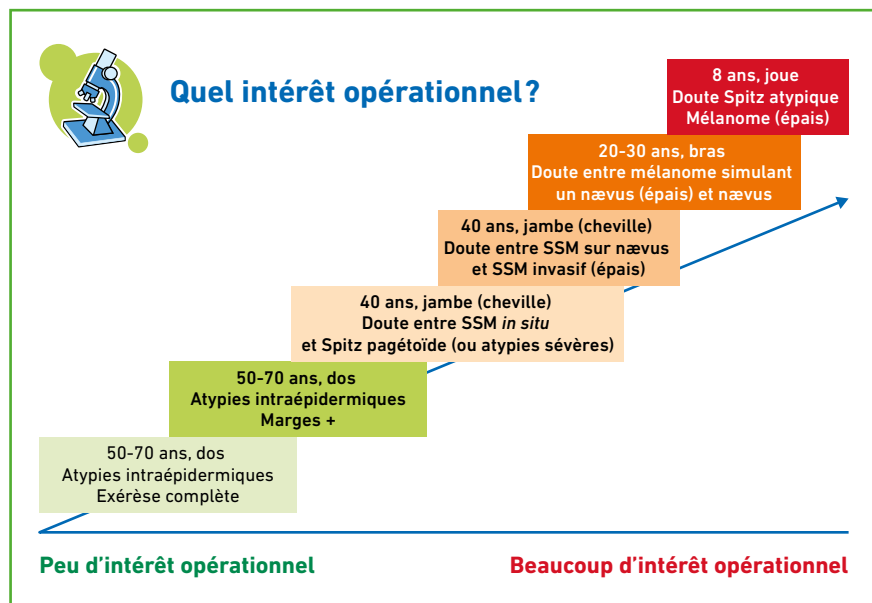 Quel intérêt opérationnel ?
8 ans, joue
Doute Spitz atypique
Mélanome (épais)
20-30 ans, bras
Doute entre mélanome simulant
un nævus (épais) et nævus
40 ans, jambe (cheville)
Doute entre SSM sur nævus
et SSM invasif (épais)
40 ans, jambe (cheville)
Doute entre SSM in situ
et Spitz pagétoïde (ou atypies sévères)
50-70 ans, dos
Atypies intraépidermiques
Marges +
50-70 ans, dos
Atypies intraépidermiques
Exérèse complète
Peu d'intérêt opérationnel
Beaucoup d'intérêt opérationnel